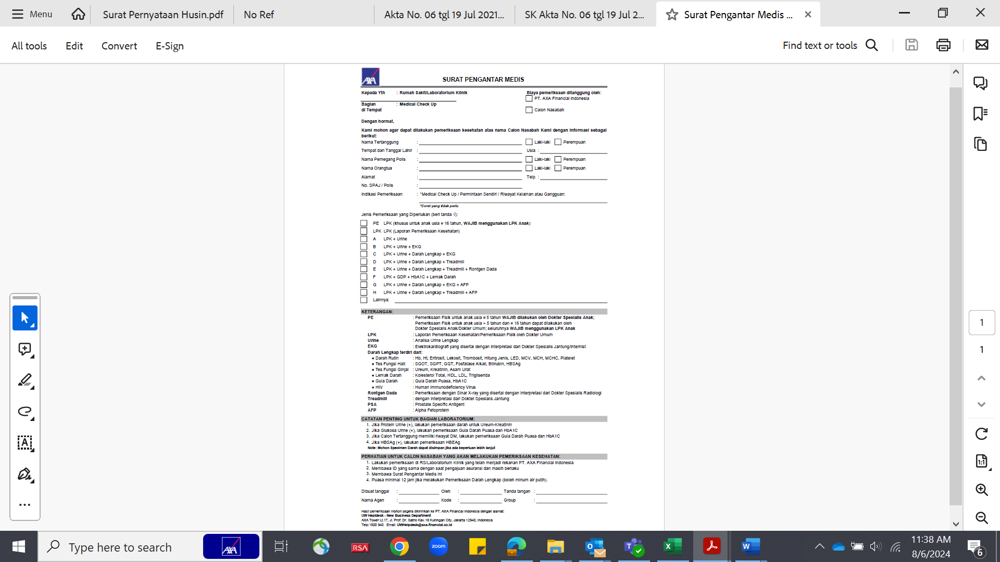 Menu
Surat Pernyataan Husin.pdf
No Ref
Akta No. 06 tgl 19 Jul 2021...
SK Akta No. 06 tgl 19 Jul 2...
Surat Pengantar Medis ...
All tools
Edit
Convert
E-Sign
Find text or tools
AXA
SURAT PENGANTAR MEDIS
Kepada Yth : Rumah Sakit/Laboratorium Klinik
Biaya pemeriksaan ditanggung oleh:
PT. AXA Financial Indonesia
Bagian : Medical Check Up
di Tempat
Calon Nasabah
Dengan hormat,
Kami mohon agar dapat dilakukan pemeriksaan kesehatan atas nama Calon Nasabah Kami dengan informasi sebagai
berikut:
Nama Tertanggung : Laki-laki Perempuan
Tempat dan Tanggal Lahir : Usia :
Nama Pemegang Polis : Laki-laki Perempuan
Nama Orangtua : Laki-laki Perempuan
Alamat : Telp. :
No. SPAJ / Polis :
Indikasi Pemeriksaan : *Medical Check Up / Permintaan Sendiri / Riwayat Kelainan atau Gangguan:
*Coret yang tidak perlu
Jenis Pemeriksaan yang Diperlukan (beri tanda √):
PE LPK (khusus untuk anak usia ≤ 16 tahun, WAJIB menggunakan LPK Anak)
LPK LPK (Laporan Pemeriksaan Kesehatan)
A LPK + Urine
B LPK + Urine + EKG
C LPK + Urine + Darah Lengkap + EKG
D LPK + Urine + Darah Lengkap + Treadmill
E LPK + Urine + Darah Lengkap + Treadmill + Rontgen Dada
F LPK + GDP + HbA1C + Lemak Darah
G LPK + Urine + Darah Lengkap + EKG + AFP
H LPK + Urine + Darah Lengkap + Treadmill + AFP
Lainnya:
KETERANGAN:
PE : Pemeriksaan Fisik untuk anak usia ≤ 5 tahun WAJIB dilakukan oleh Dokter Spesialis Anak;
Pemeriksaan Fisik untuk anak usia > 5 tahun dan ≤ 16 tahun dapat dilakukan oleh
Dokter Spesialis Anak/Dokter Umum; seluruhnya WAJIB menggunakan LPK Anak
LPK : Laporan Pemeriksaan Kesehatan/Pemeriksaan Fisik oleh Dokter Umum
Urine : Analisa Urine Lengkap
EKG : Elektrokardiografi yang disertai dengan Interpretasi dari Dokter Spesialis Jantung/Internist
Darah Lengkap terdiri dari:
● Darah Rutin : Hb, Ht, Eritrosit, Lekosit, Trombosit, Hitung Jenis, LED, MCV, MCH, MCHC, Platelet
● Tes Fungsi Hati : SGOT, SGPT, GGT, Fosfatase Alkali, Bilirubin, HBSAg
● Tes Fungsi Ginjal : Ureum, Kreatinin, Asam Urat
● Lemak Darah : Kolesterol Total, HDL, LDL, Trigliserida
● Gula Darah : Gula Darah Puasa, HbA1C
● HIV : Human Immunodeficiency Virus
Rontgen Dada : Pemeriksaan dengan Sinar X-ray yang disertai dengan Interpretasi dari Dokter Spesialis Radiologi
Treadmill : dengan Interpretasi dari Dokter Spesialis Jantung
PSA : Prostate Specific Antigent
AFP : Alpha Fetoprotein
CATATAN PENTING UNTUK BAGIAN LABORATORIUM:
1. Jika Protein Urine (+), lakukan pemeriksaan darah untuk Ureum-Kreatinin
2. Jika Glukosa Urine (+), lakukan pemeriksaan Gula Darah Puasa dan HbA1C
3. Jika Calon Tertanggung memiliki riwayat DM, lakukan pemeriksaan Gula Darah Puasa dan HbA1C
4. Jika HBSAg (+), lakukan pemeriksaan HBEAg
Note: Mohon Specimen Darah dapat disimpan jika ada keperluan lebih lanjut
PERHATIAN UNTUK CALON NASABAH YANG AKAN MELAKUKAN PEMERIKSAAN KESEHATAN:
1. Lakukan pemeriksaan di RS/Laboratorium Klinik yang telah menjadi rekanan PT. AXA Financial Indonesia
2. Membawa ID yang sama dengan saat pengajuan asuransi dan masih berlaku
3. Membawa Surat Pengantar Medis ini
4. Puasa minimal 12 jam jika melakukan Pemeriksaan Darah Lengkap (boleh minum air putih).
Dibuat tanggal : Oleh : Tanda tangan :
Nama Agen : Kode : Group :
Hasil pemeriksaan mohon segera dikirimkan ke PT. AXA Financial Indonesia dengan alamat:
UW Helpdesk - New Business Department
AXA Tower Lt.17, Jl. Prof. Dr. Satrio Kav.18 Kuningan City, Jakarta 12940, Indonesia
Telp:1500 940 Email: UWHelpdesk@axa-financial.co.id
1
1
1:1
Type here to search
AXA
RSA
zoom
11:38 AM
8/6/2024
6